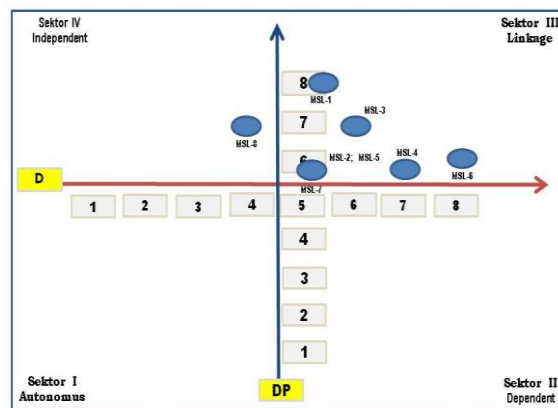 Sektor IV
Independent
Sektor III
Linkage
8
MSL-1
7
MSL-3
MSL-8
6
MSL-2; MSL-5
MSL-4
MSL-6
MSL-7
D
1
2
3
4
5
6
7
8
4
3
2
1
Sektor I
Autonomus
DP
Sektor II
Dependent